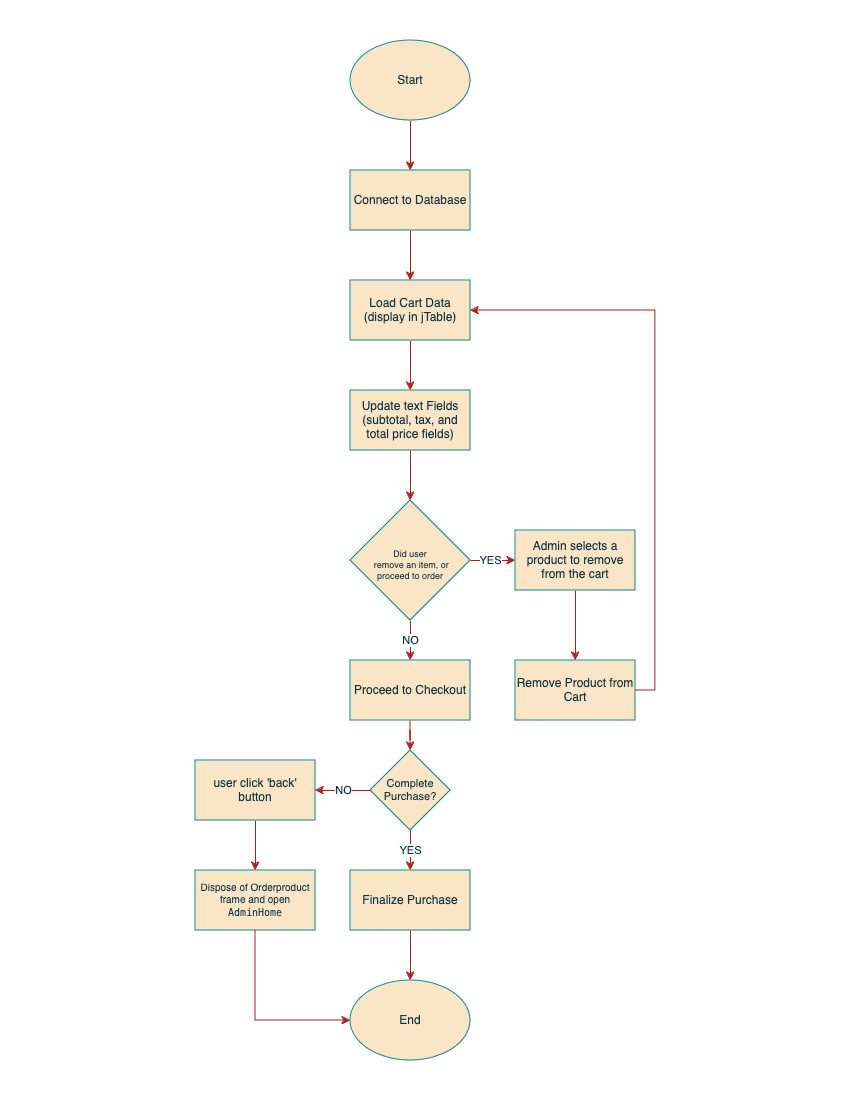 Start
Connect to Database
Load Cart Data
(display in jTable)
Update text Fields
(subtotal, tax, and
total price fields)
Did user
remove an item, or
proceed to order
YES
Admin selects a
product to remove
from the cart
NO
Proceed to Checkout
Remove Product from
Cart
Complete
Purchase?
NO
user click 'back'
button
YES
Dispose of Orderproduct
frame and open
AdminHome
Finalize Purchase
End